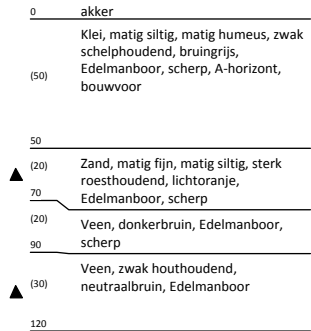 0 akker
Klei, matig siltig, matig humeus, zwak
schelphoudend, bruingrijs,
Edelmanboor, scherp, A-horizont,
(50)
bouwvoor
50
(20) Zand, matig fijn, matig siltig, sterk
roesthoudend, lichtoranje,
70 Edelmanboor, scherp
(20) Veen, donkerbruin, Edelmanboor,
scherp
90
Veen, zwak houthoudend,
(30) neutraalbruin, Edelmanboor
120